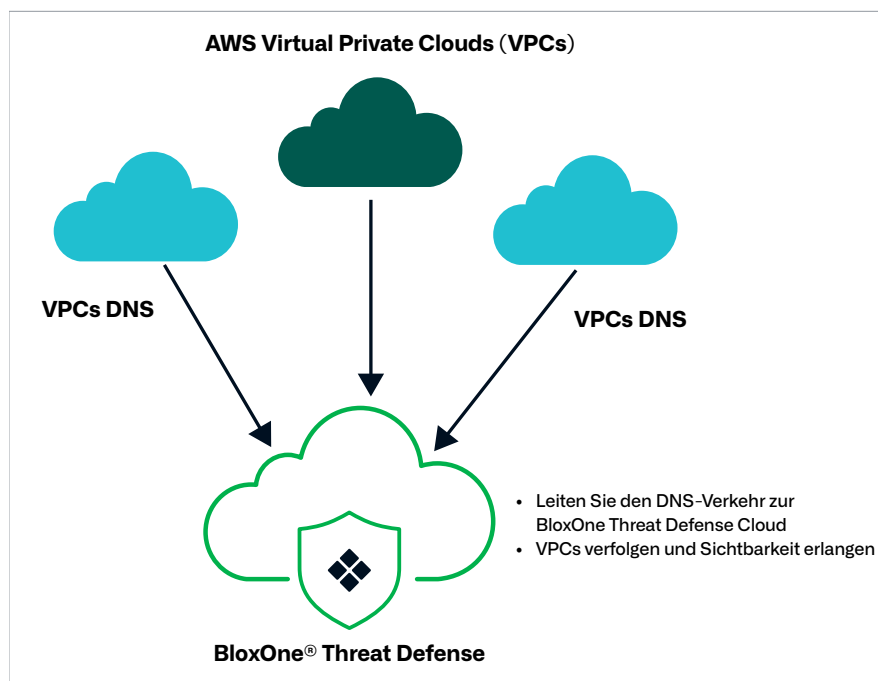 AWS Virtual Private Clouds (VPCs)
VPCs DNS
VPCs DNS
• Leiten Sie den DNS-Verkehr zur
BloxOne Threat Defense Cloud
• VPCs verfolgen und Sichtbarkeit erlangen
BloxOne® Threat Defense